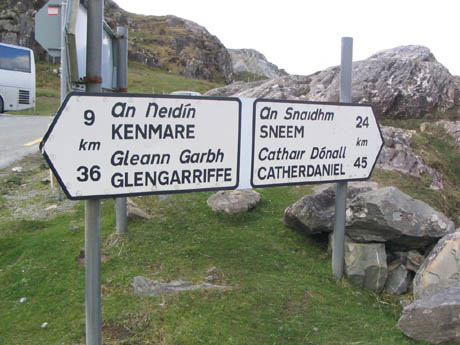 9 An Neidín
KENMARE
km
Gleann Garbh
36 GLENGARRIFFE
An Snaidhm 24
SNEEM
km
Cathair Dónall
CATHERDANIEL 45